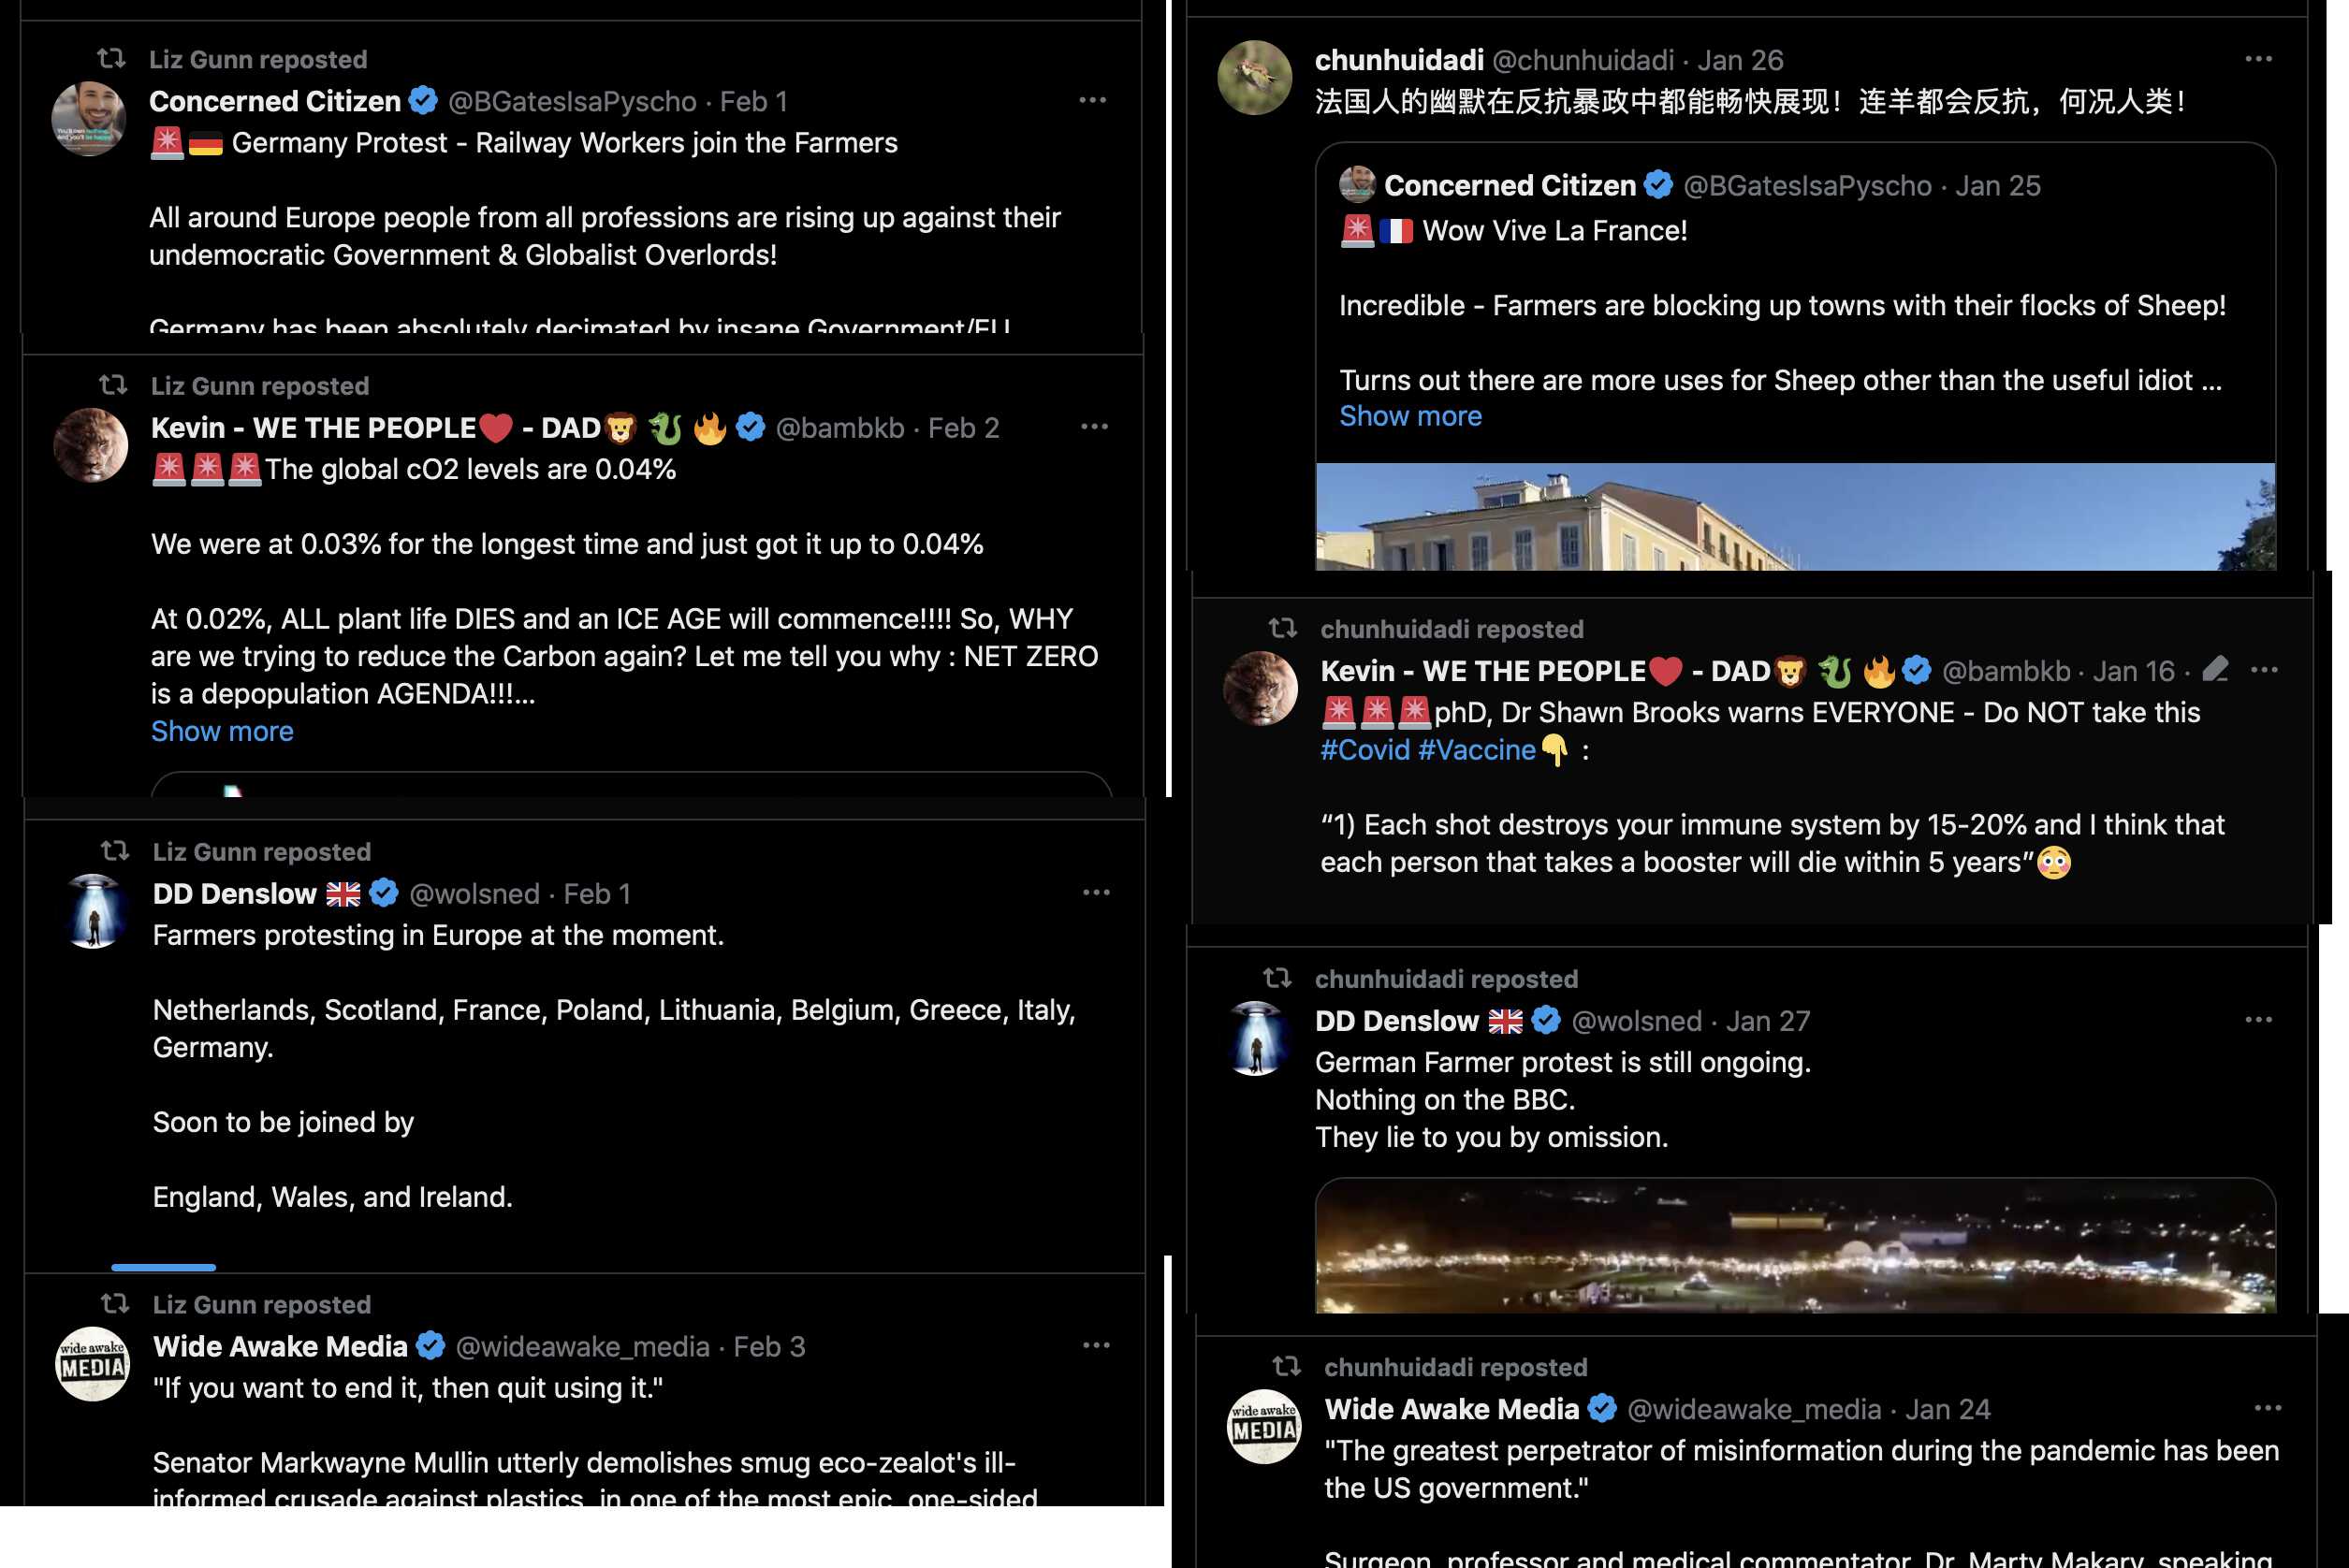 Liz Gunn reposted
Concerned Citizen @BGatesIsaPyscho · Feb 1
🚨🇩🇪 Germany Protest - Railway Workers join the Farmers
All around Europe people from all professions are rising up against their
undemocratic Government & Globalist Overlords!
Germany has been absolutely decimated by insane Government/EU
Liz Gunn reposted
Kevin - WE THE PEOPLE❤️ - DAD🦁 🐉 🔥 @bambkb · Feb 2
🚨🚨🚨The global cO2 levels are 0.04%
We were at 0.03% for the longest time and just got it up to 0.04%
At 0.02%, ALL plant life DIES and an ICE AGE will commence!!!! So, WHY
are we trying to reduce the Carbon again? Let me tell you why : NET ZERO
is a depopulation AGENDA!!!...
Show more
Liz Gunn reposted
DD Denslow 🇬🇧 @wolsned · Feb 1
Farmers protesting in Europe at the moment.
Netherlands, Scotland, France, Poland, Lithuania, Belgium, Greece, Italy,
Germany.
Soon to be joined by
England, Wales, and Ireland.
Liz Gunn reposted
wide awake
MEDIA
Wide Awake Media @wideawake_media · Feb 3
"If you want to end it, then quit using it."
Senator Markwayne Mullin utterly demolishes smug eco-zealot's ill-
informed crusade against plastics, in one of the most epic, one-sided
chunhuidadi @chunhuidadi · Jan 26
法国人的幽默在反抗暴政中都能畅快展现！连羊都会反抗，何况人类！
Concerned Citizen @BGatesIsaPyscho · Jan 25
🚨🇫🇷 Wow Vive La France!
Incredible - Farmers are blocking up towns with their flocks of Sheep!
Turns out there are more uses for Sheep other than the useful idiot ...
Show more
chunhuidadi reposted
Kevin - WE THE PEOPLE❤️ - DAD🦁 🐉 🔥 @bambkb · Jan 16 ·
🚨🚨🚨phD, Dr Shawn Brooks warns EVERYONE - Do NOT take this
#Covid #Vaccine👇 :
“1) Each shot destroys your immune system by 15-20% and I think that
each person that takes a booster will die within 5 years”😳
chunhuidadi reposted
DD Denslow 🇬🇧 @wolsned · Jan 27
German Farmer protest is still ongoing.
Nothing on the BBC.
They lie to you by omission.
chunhuidadi reposted
wide awake
MEDIA
Wide Awake Media @wideawake_media · Jan 24
"The greatest perpetrator of misinformation during the pandemic has been
the US government."
Surgeon, professor and medical commentator, Dr. Marty Makary, speaking